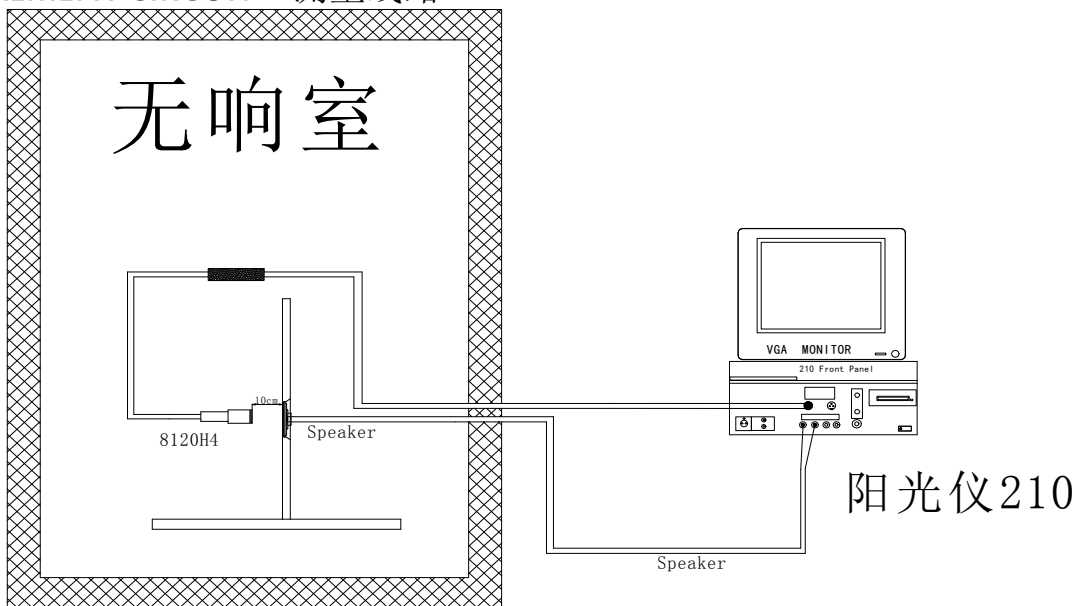 无响室
VGA MONITOR
210 Front Panel
10cm
8120H4
Speaker
阳光仪210
Speaker